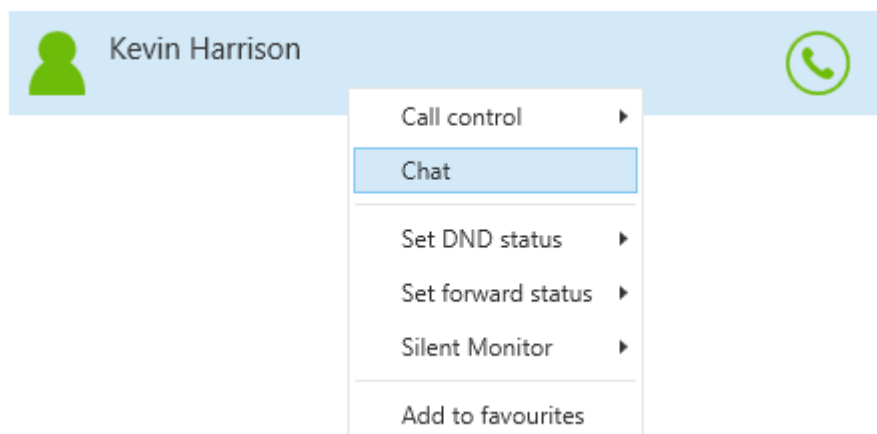 Kevin Harrison
Call control
Chat
Set DND status
Set forward status
Silent Monitor
Add to favourites